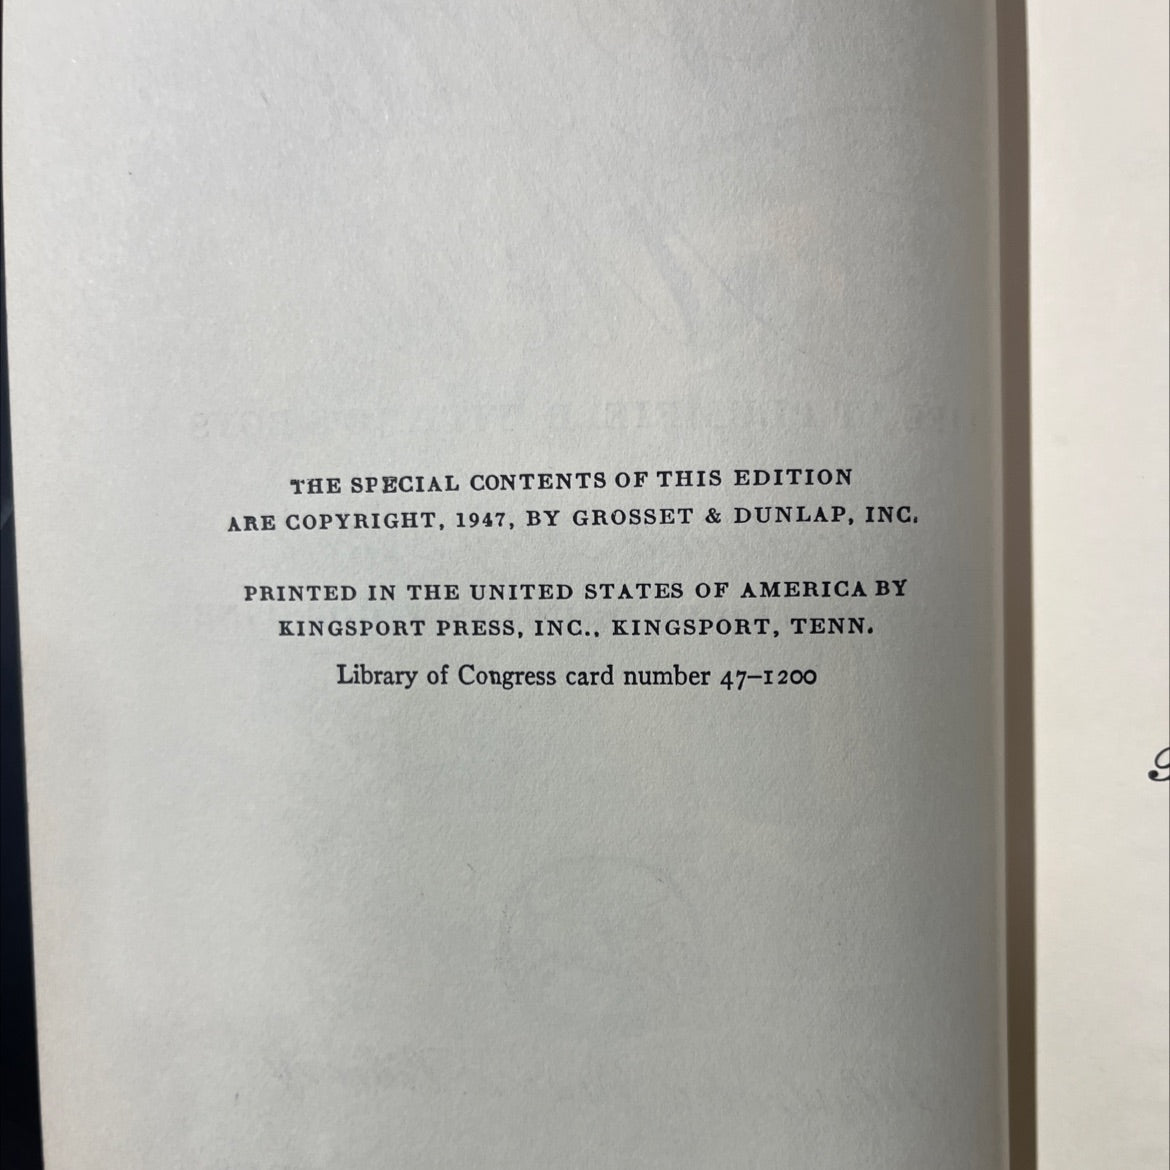 THE SPECIAL CONTENTS OF THIS EDITION
ARE COPYRIGHT, 1947, BY GROSSET & DUNLAP, INC.
PRINTED IN THE UNITED STATES OF AMERICA BY
KINGSPORT PRESS, INC., KINGSPORT, TENN.
Library of Congress card number 47–1200